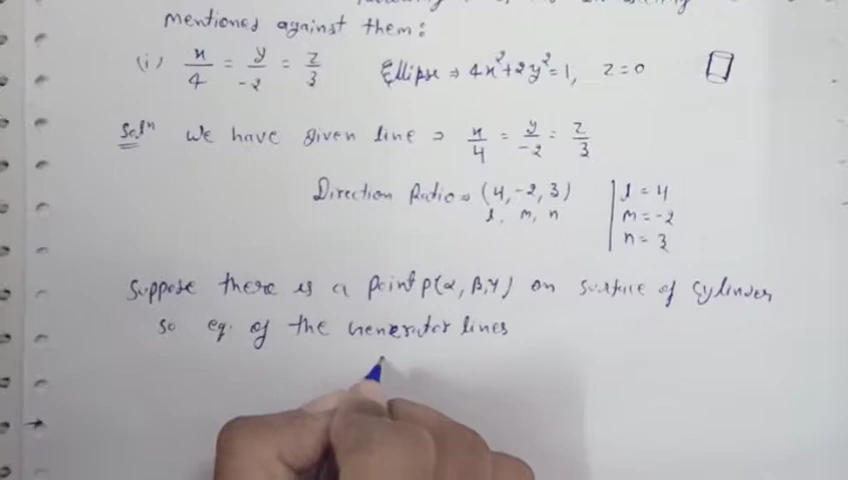 mentioned against them:
(i) x/4 = y/-2 = z/3 Ellipse ⇒ 4x²+2y²=1, z=0
Solⁿ We have given line ⇒ x/4 = y/-2 = z/3
Direction Ratio ⇒ (4,-2,3) l = 4
l, m, n m = -2
n = 3
Suppose there is a point P(α, β, γ) on surface of cylinder
so eq. of the generator lines